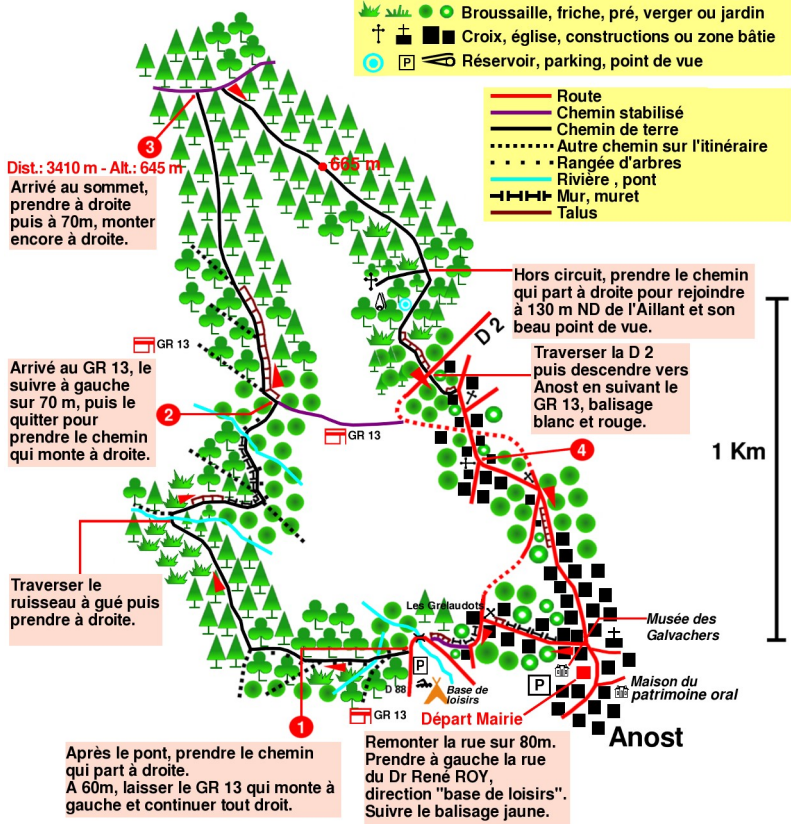 Broussaille, friche, pré, verger ou jardin
Croix, église, constructions ou zone bâtie
P
Réservoir, parking, point de vue
Route
Chemin stabilisé
Chemin de terre
Autre chemin sur l'itinéraire
Rangée d'arbres
Rivière , pont
Mur, muret
Talus
3
Dist.: 3410 m - Alt.: 645 m
665 m
Arrivé au sommet,
prendre à droite
puis à 70m, monter
encore à droite.
Hors circuit, prendre le chemin
qui part à droite pour rejoindre
à 130 m ND de l'Aillant et son
beau point de vue.
GR 13
D 2
Traverser la D 2
puis descendre vers
Anost en suivant le
GR 13, balisage
blanc et rouge.
Arrivé au GR 13, le
suivre à gauche
sur 70 m, puis le
quitter pour
prendre le chemin
qui monte à droite.
2
GR 13
4
1 Km
Traverser le
ruisseau à gué puis
prendre à droite.
Les Grelaudots
Musée des
Galvachers
P
D 88
Base de
loisirs
P
Maison du
patrimoine oral
GR 13
1
Départ Mairie
Anost
Après le pont, prendre le chemin
qui part à droite.
A 60m, laisser le GR 13 qui monte à
gauche et continuer tout droit.
Remonter la rue sur 80m.
Prendre à gauche la rue
du Dr René ROY,
direction "base de loisirs".
Suivre le balisage jaune.